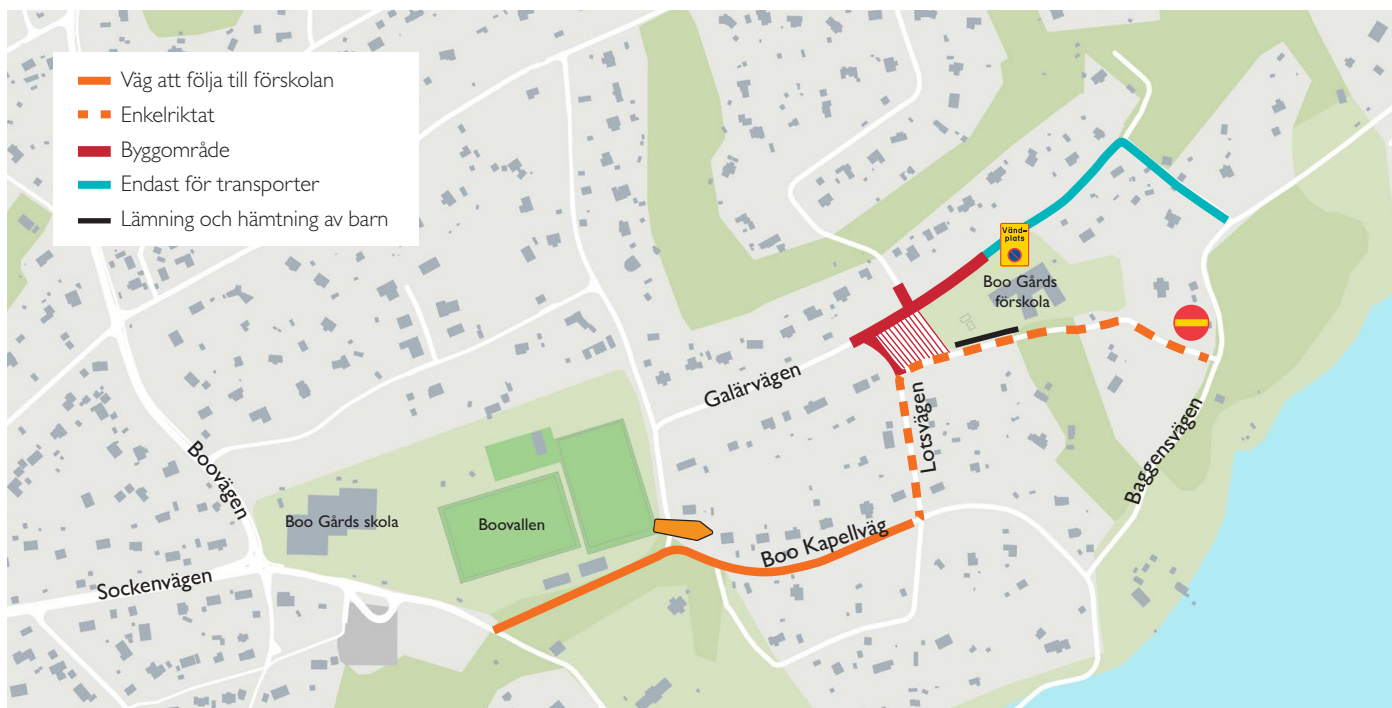 Väg att följa till förskolan
Enkelriktat
Byggområde
Endast för transporter
Lämning och hämtning av barn
Vänd-
plats
Boo Gårds
förskola
Galärvägen
Lotsvägen
Baggensvägen
Boovägen
Boo Gårds skola
Boovallen
Boo Kapellväg
Sockenvägen